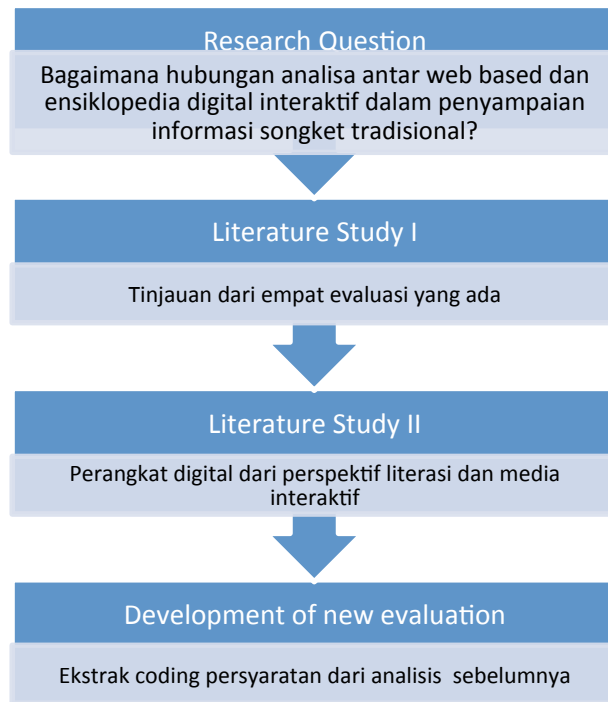 Research Question
Bagaimana hubungan analisa antar web based dan
ensiklopedia digital interaktif dalam penyampaian
informasi songket tradisional?
Literature Study I
Tinjauan dari empat evaluasi yang ada
Literature Study II
Perangkat digital dari perspektif literasi dan media
interaktif
Development of new evaluation
Ekstrak coding persyaratan dari analisis sebelumnya